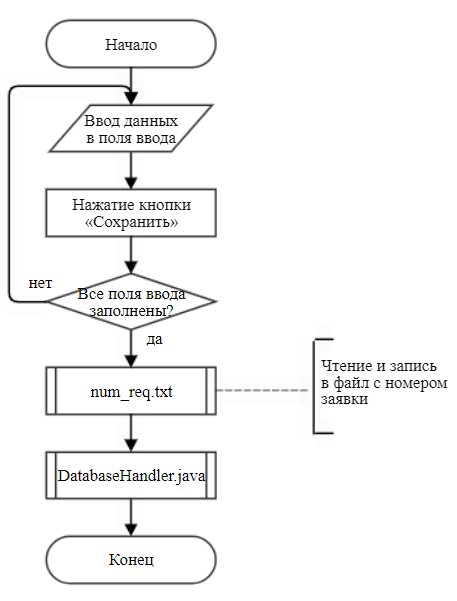 Начало
Ввод данных
в поля ввода
Нажатие кнопки
«Сохранить»
нет
Все поля ввода
заполнены?
да
num_req.txt
Чтение и запись
в файл с номером
заявки
DatabaseHandler.java
Конец